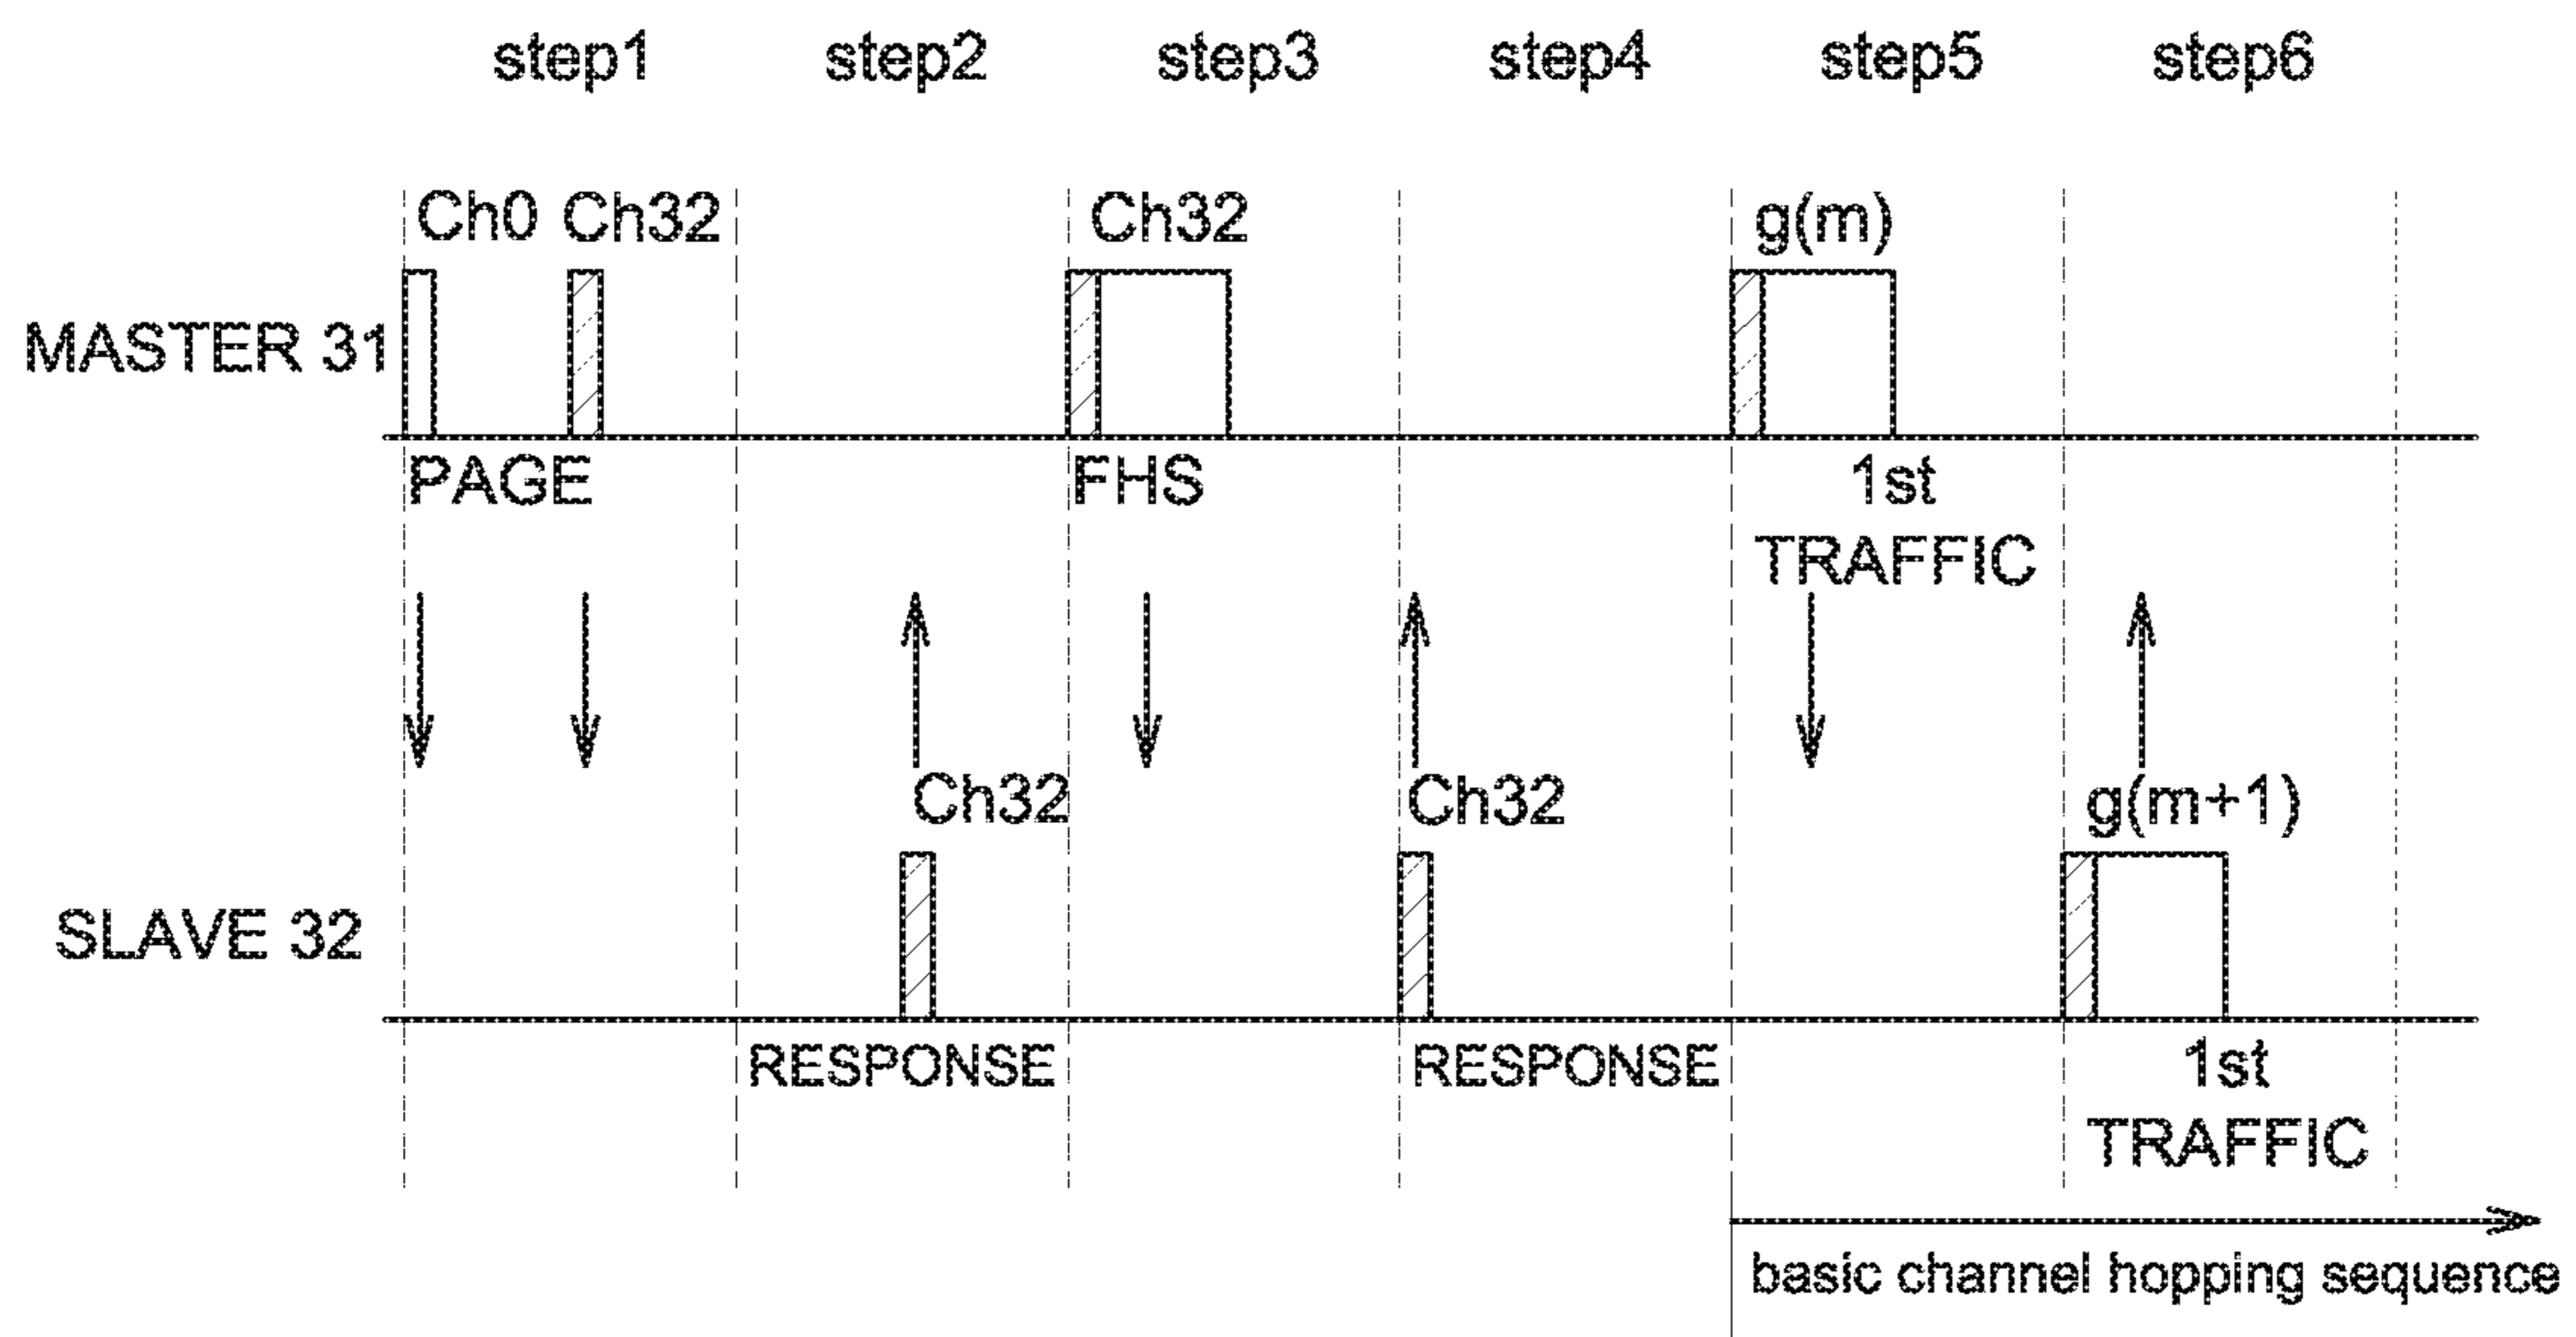 step1 step2 step3 step4 step5 step6
Ch0 Ch32 Ch32 g(m)
MASTER 31
PAGE FHS 1st
TRAFFIC
Ch32 Ch32 g(m+1)
SLAVE 32
RESPONSE RESPONSE 1st
TRAFFIC
basic channel hopping sequence